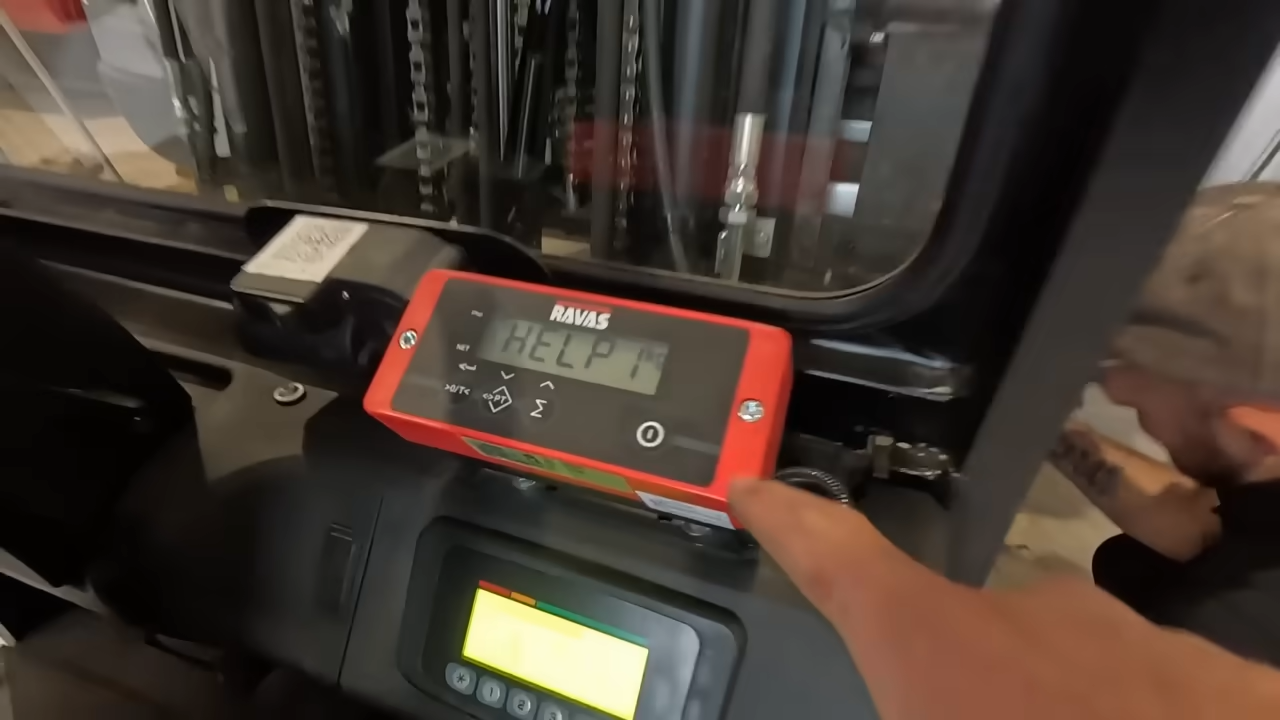 RAVAS
HELP 1
NET
>0/T<
<>PT
Σ